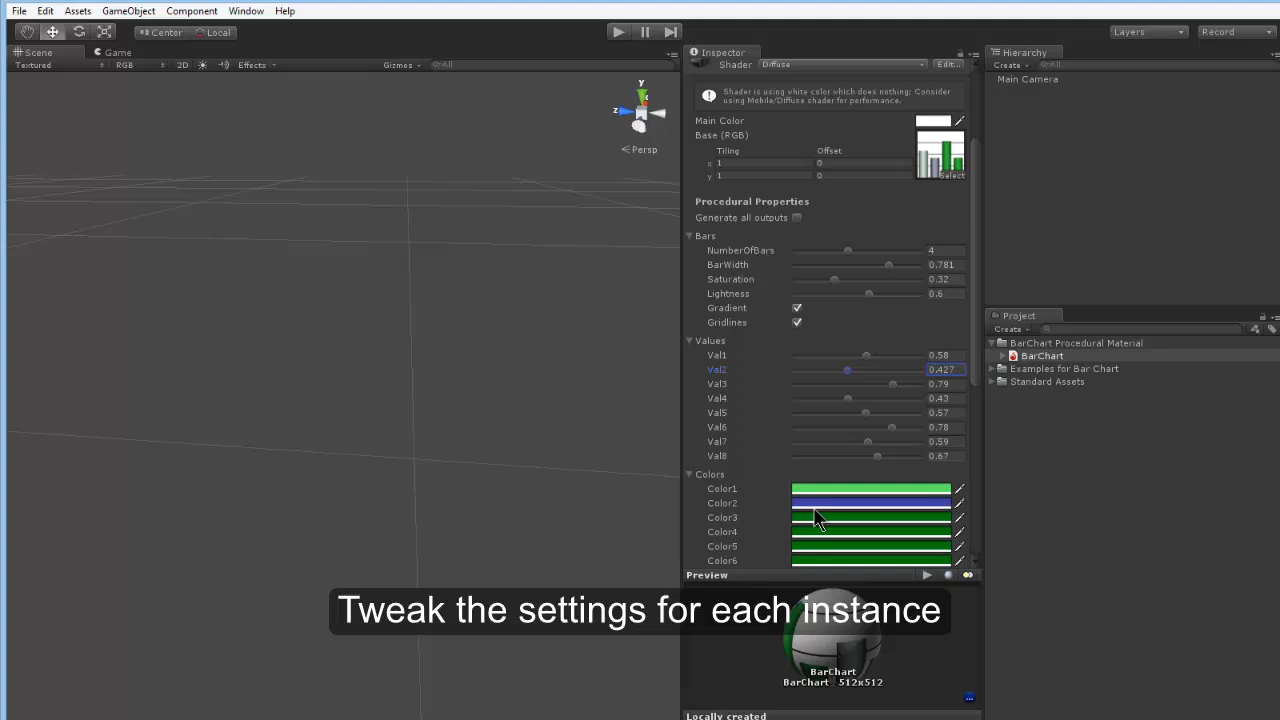 File Edit Assets GameObject Component Window Help
Center Local
Layers Record
Scene Game
Textured RGB 2D Effects Gizmos All
y
z
Persp
Inspector
Shader Diffuse Edit...
Shader is using white color which does nothing; Consider
using Mobile/Diffuse shader for performance.
Main Color
Base (RGB)
Tiling Offset
x 1 0
y 1 0
Select
Procedural Properties
Generate all outputs
Bars
NumberOfBars 4
BarWidth 0.781
Saturation 0.32
Lightness 0.6
Gradient
Gridlines
Values
Val1 0.58
Val2 0.427
Val3 0.79
Val4 0.43
Val5 0.57
Val6 0.78
Val7 0.59
Val8 0.67
Colors
Color1
Color2
Color3
Color4
Color5
Color6
Preview
BarChart
BarChart 512x512
Locally created
Hierarchy
Create All
Main Camera
Project
Create
BarChart Procedural Material
BarChart
Examples for Bar Chart
Standard Assets
Tweak the settings for each instance